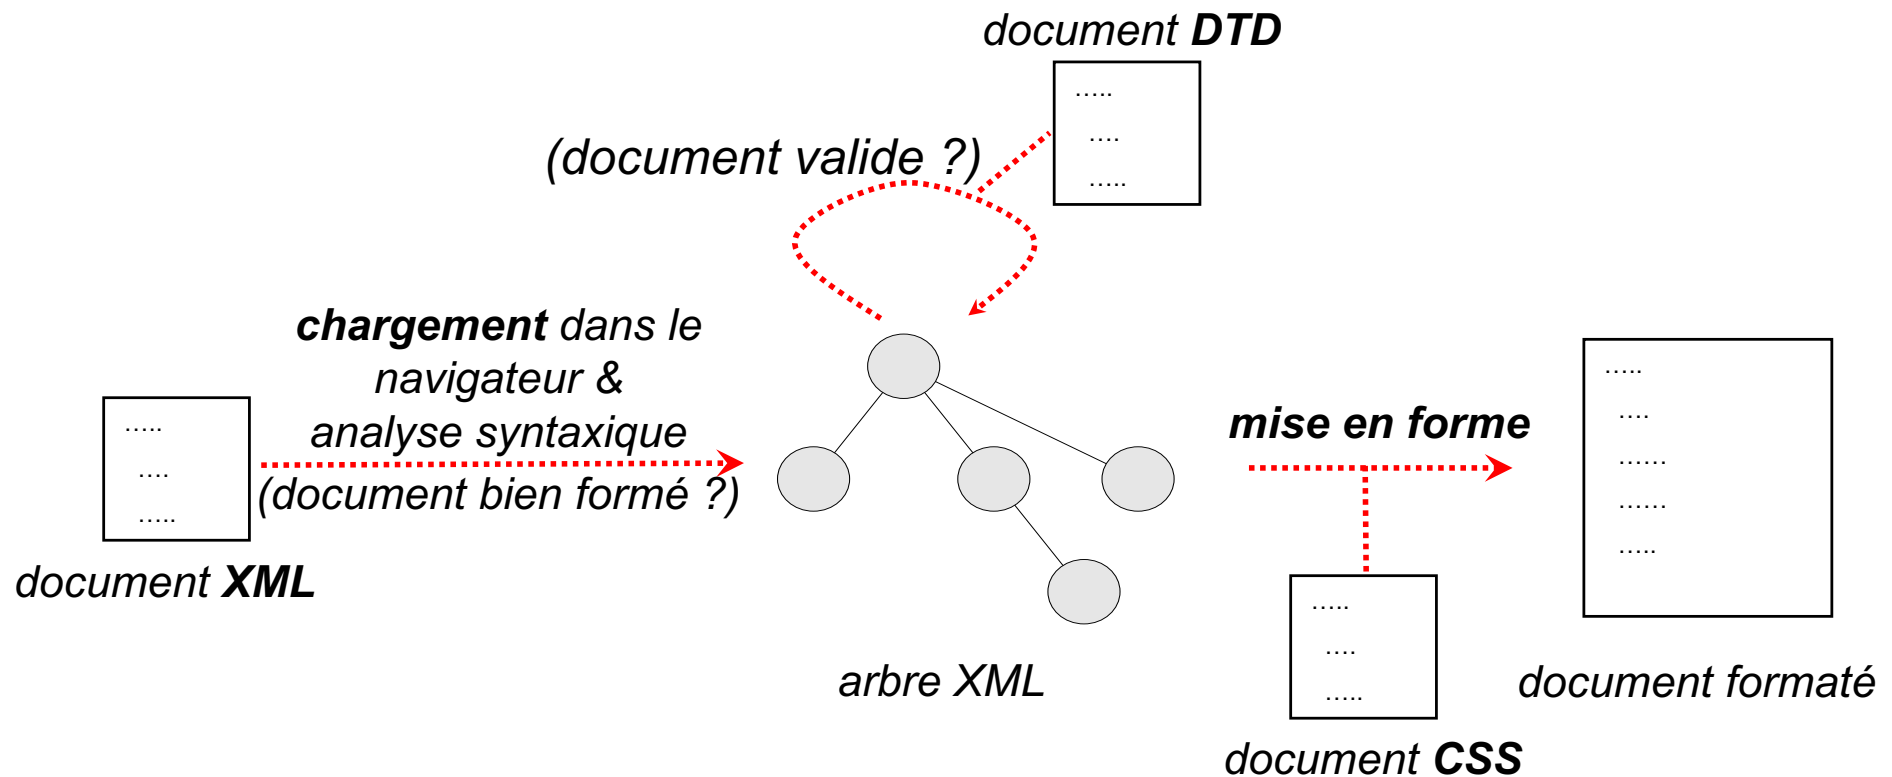 document DTD
…..
….
…..
(document valide ?)
chargement dans le
navigateur &
analyse syntaxique
(document bien formé ?)
…..
….
…..
document XML
arbre XML
mise en forme
…..
….
…..
document CSS
…..
….
……
……
…..
document formaté